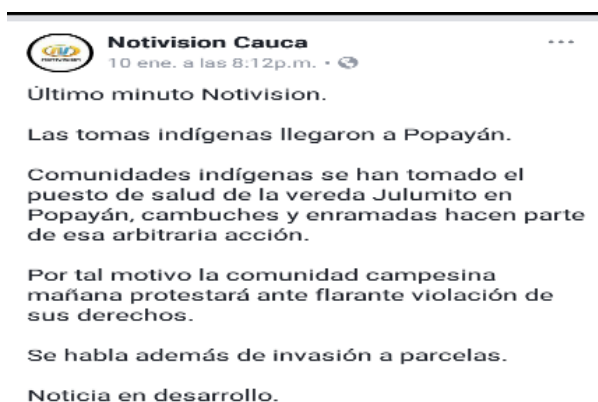 Notivision Cauca
10 ene. a las 8:12p.m. •
Último minuto Notivision.
Las tomas indígenas llegaron a Popayán.
Comunidades indígenas se han tomado el
puesto de salud de la vereda Julumito en
Popayán, cambuches y enramadas hacen parte
de esa arbitraria acción.
Por tal motivo la comunidad campesina
mañana protestará ante flarante violación de
sus derechos.
Se habla además de invasión a parcelas.
Noticia en desarrollo.